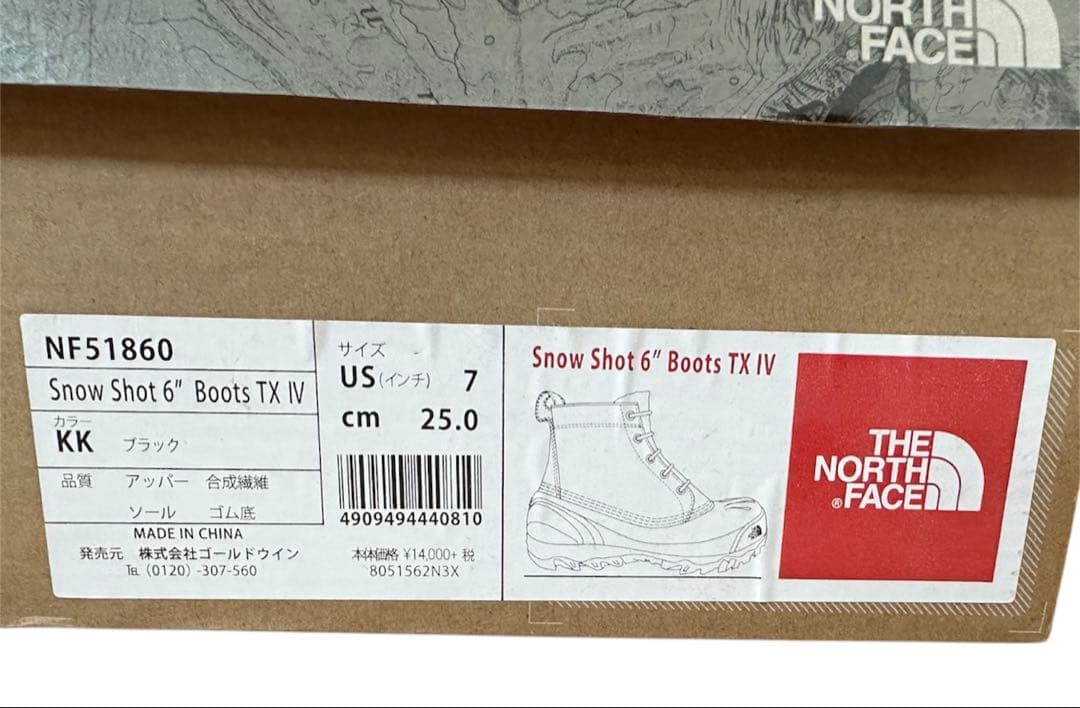 NORTH
FACE
NF51860
Snow Shot 6” Boots TX IV
カラー
KK ブラック
品質 アッパー 合成繊維
ソール ゴム底
MADE IN CHINA
発売元 株式会社ゴールドウイン
℡ (0120) -307-560
サイズ
US (インチ) 7
cm 25.0
4909494440810
本体価格 ¥14,000+ 税
8051562N3X
Snow Shot 6” Boots TX IV
THE
NORTH
®FACE